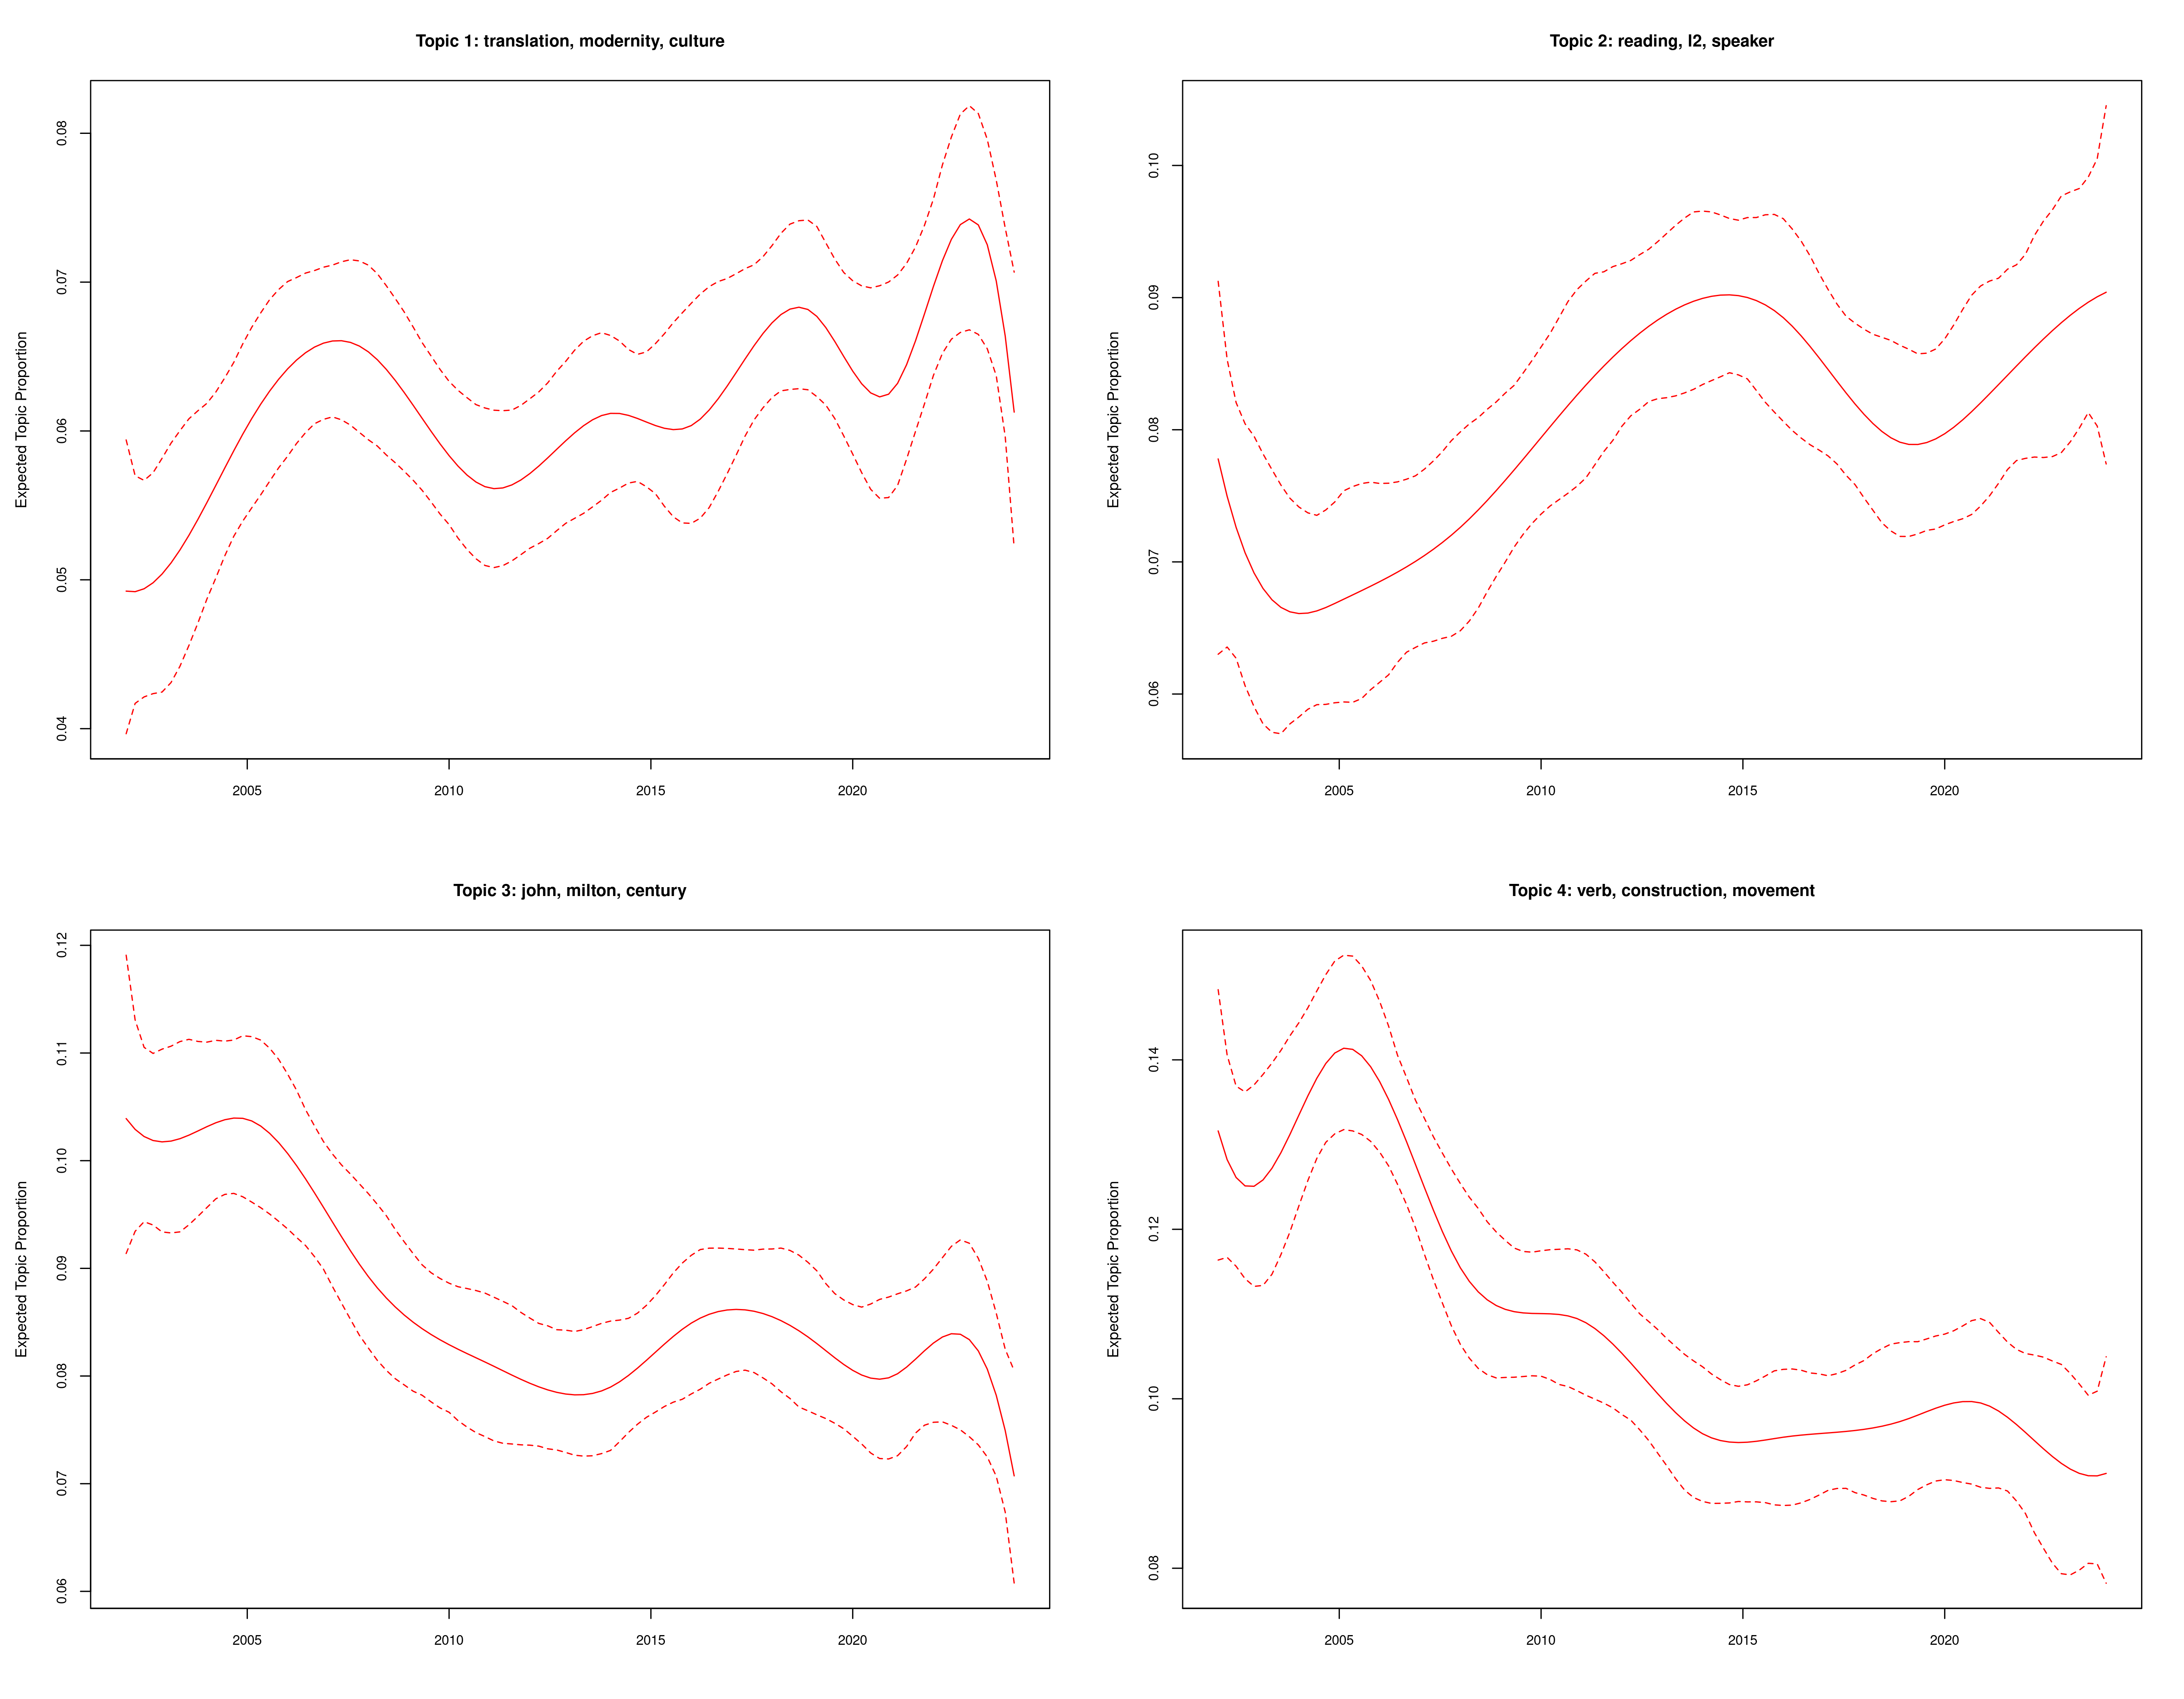 Topic 1: translation, modernity, culture
Expected Topic Proportion
0.08
0.07
0.06
0.05
0.04
2005 2010 2015 2020
Topic 2: reading, l2, speaker
Expected Topic Proportion
0.10
0.09
0.08
0.07
0.06
2005 2010 2015 2020
Topic 3: john, milton, century
Expected Topic Proportion
0.12
0.11
0.10
0.09
0.08
0.07
0.06
2005 2010 2015 2020
Topic 4: verb, construction, movement
Expected Topic Proportion
0.14
0.12
0.10
0.08
2005 2010 2015 2020